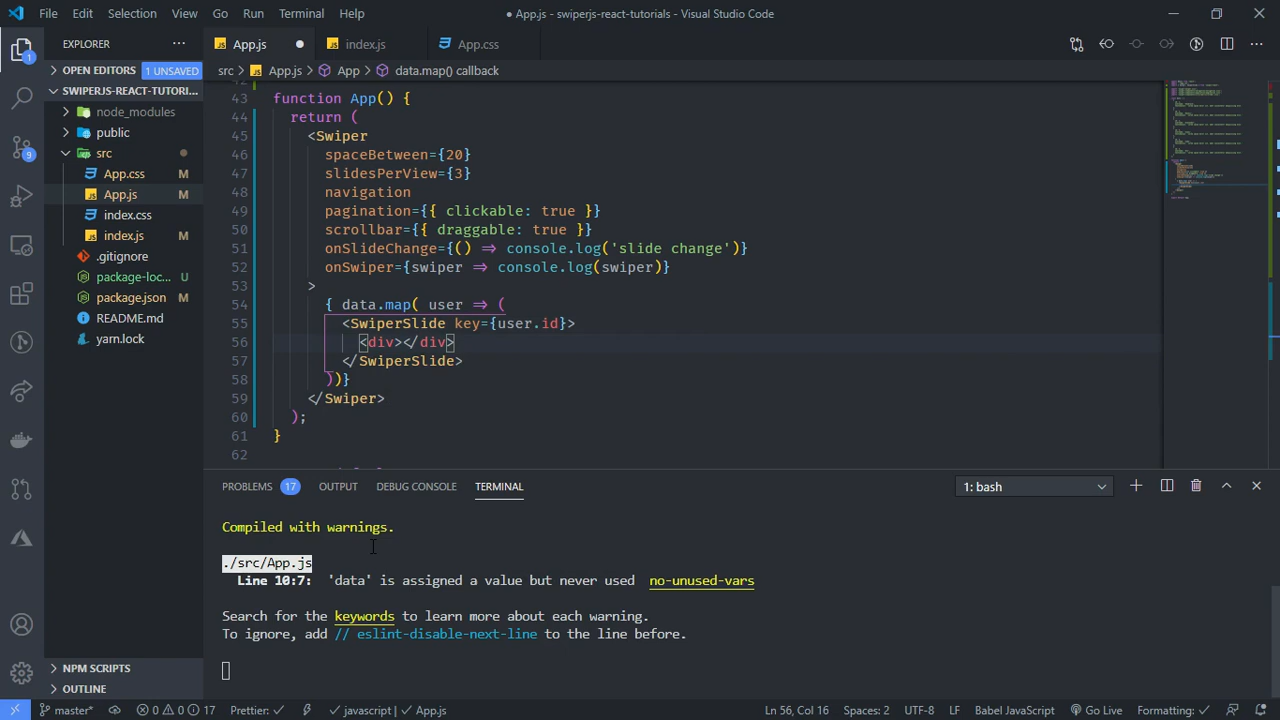 File Edit Selection View Go Run Terminal Help
● App.js - swiperjs-react-tutorials - Visual Studio Code
EXPLORER
App.js
index.js
App.css
OPEN EDITORS 1 UNSAVED
src > App.js > App > data.map() callback
SWIPERJS-REACT-TUTORI...
node_modules
public
src
App.css M
App.js M
index.css
index.js M
.gitignore
package-loc... U
package.json M
README.md
yarn.lock
43 function App() {
44 return (
45 <Swiper
46 spaceBetween={20}
47 slidesPerView={3}
48 navigation
49 pagination={{ clickable: true }}
50 scrollbar={{ draggable: true }}
51 onSlideChange={() => console.log('slide change')}
52 onSwiper={swiper => console.log(swiper)}
53 >
54 { data.map( user => (
55 <SwiperSlide key={user.id}>
56 <div></div>
57 </SwiperSlide>
58 ))}
59 </Swiper>
60 );
61 }
62
PROBLEMS 17 OUTPUT DEBUG CONSOLE TERMINAL 1: bash
Compiled with warnings.
./src/App.js
Line 10:7: 'data' is assigned a value but never used no-unused-vars
Search for the keywords to learn more about each warning.
To ignore, add // eslint-disable-next-line to the line before.
NPM SCRIPTS
OUTLINE
1
9
master* 0 0 17 Prettier: ✓ ✓ javascript | ✓ App.js Ln 56, Col 16 Spaces: 2 UTF-8 LF Babel JavaScript Go Live Formatting: ✓